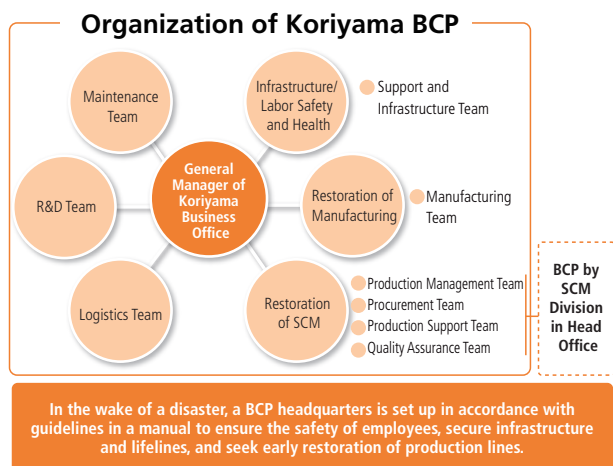 Organization of Koriyama BCP
Maintenance
Team
Infrastructure/
Labor Safety
and Health
Support and
Infrastructure Team
General
Manager of
Koriyama
Business
Office
R&D Team
Restoration of
Manufacturing
Manufacturing
Team
Logistics Team
Restoration
of SCM
Production Management Team
Procurement Team
Production Support Team
Quality Assurance Team
BCP by
SCM
Division
in Head
Office
In the wake of a disaster, a BCP headquarters is set up in accordance with
guidelines in a manual to ensure the safety of employees, secure infrastructure
and lifelines, and seek early restoration of production lines.